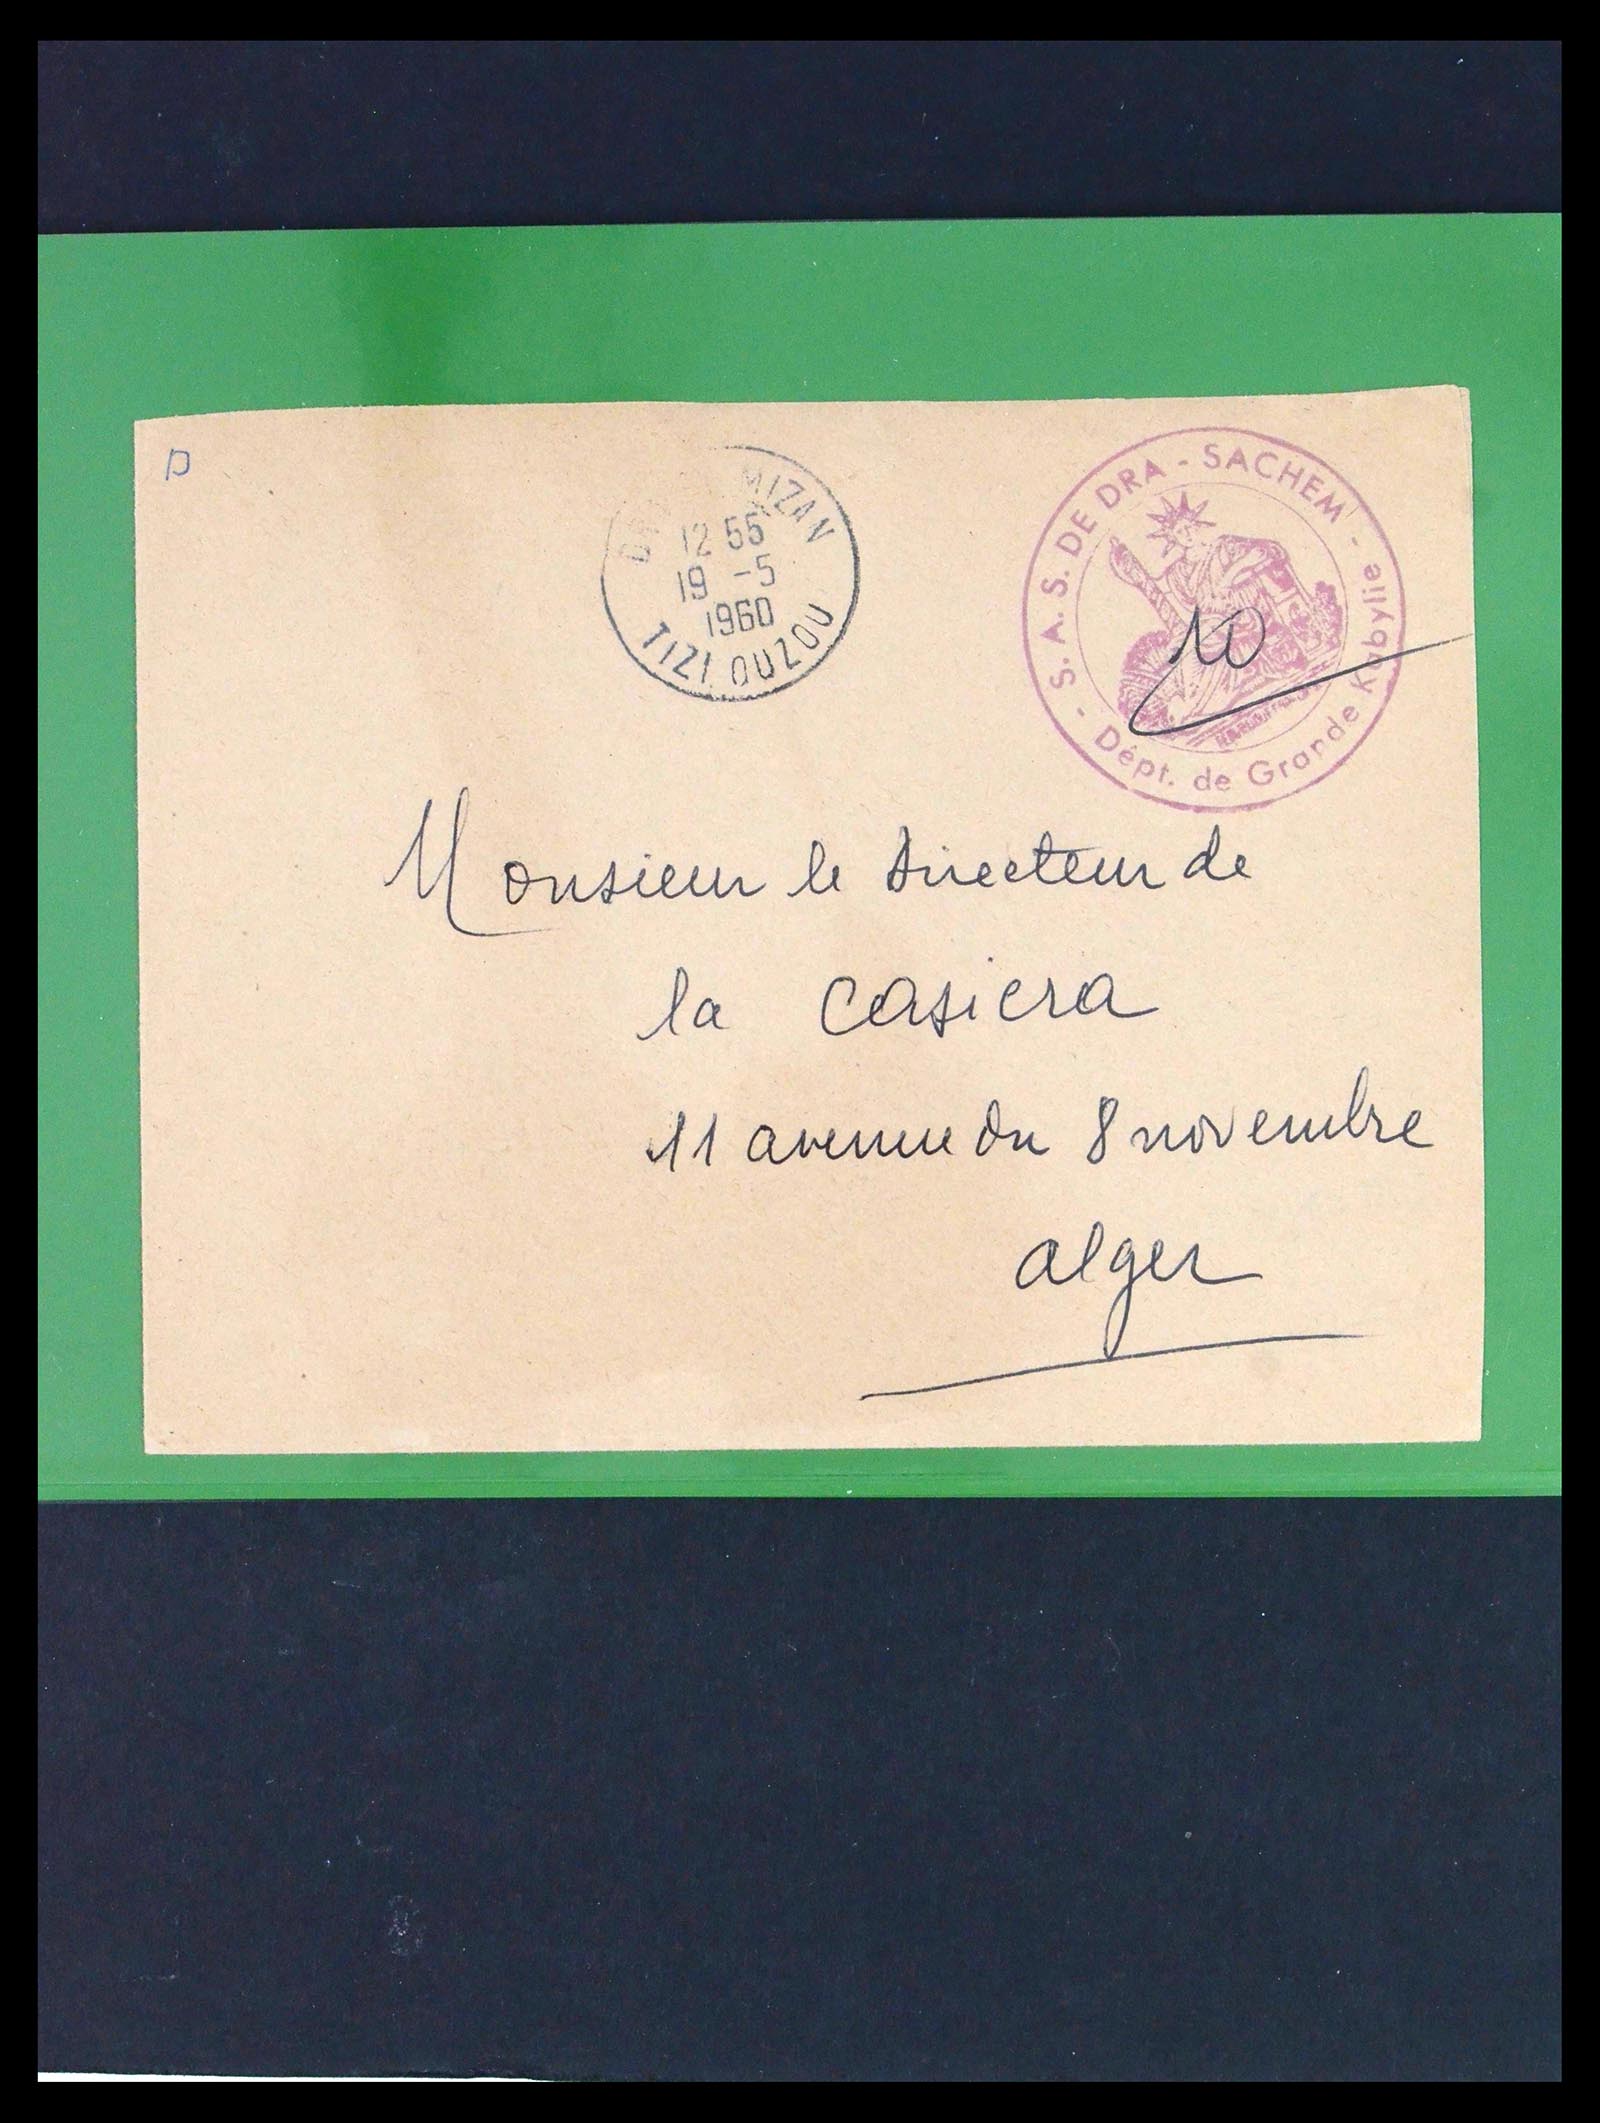 D
MIZAN
12 55
19 -5
1960
TIZI OUZOU
S. A. S. DE DRA - SACHEM -
- Dépt. de Grande Kabylie -
10
Monsieur le Directeur de
la Casicra
11 avenue du 8 novembre
alger